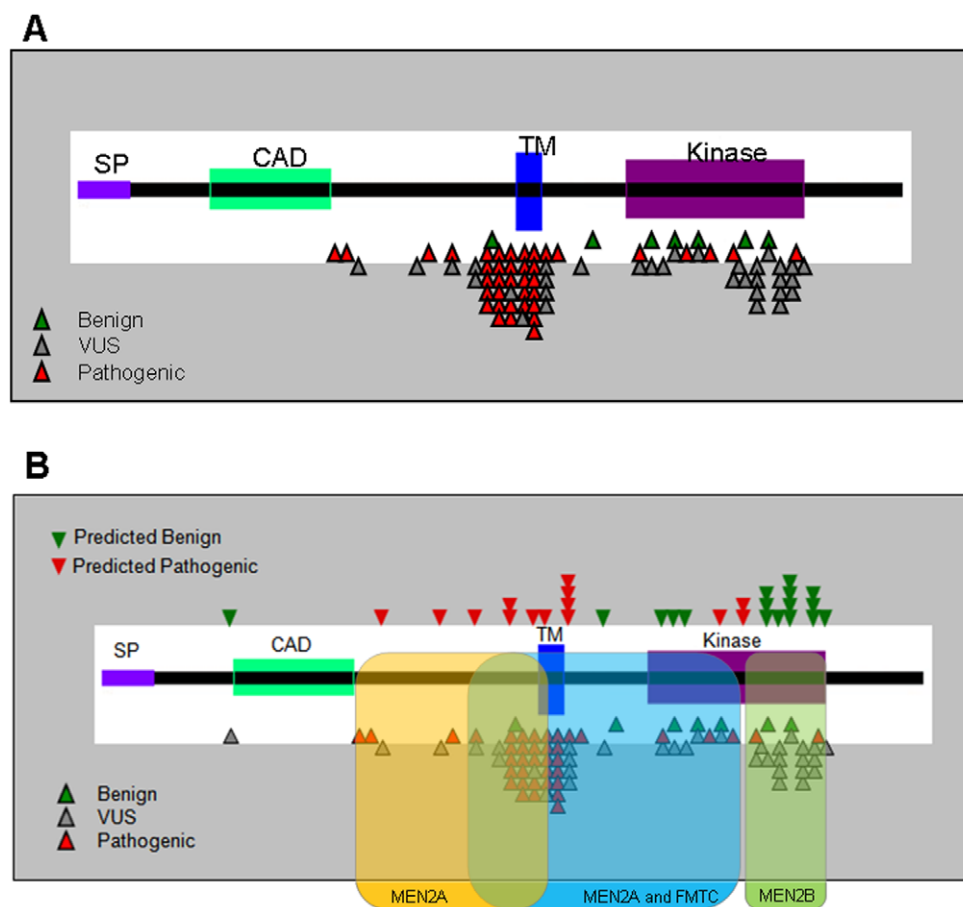 A
SP
CAD
TM
Kinase
Benign
VUS
Pathogenic
B
Predicted Benign
Predicted Pathogenic
SP
CAD
TM
Kinase
Benign
VUS
Pathogenic
MEN2A
MEN2A and FMTC
MEN2B